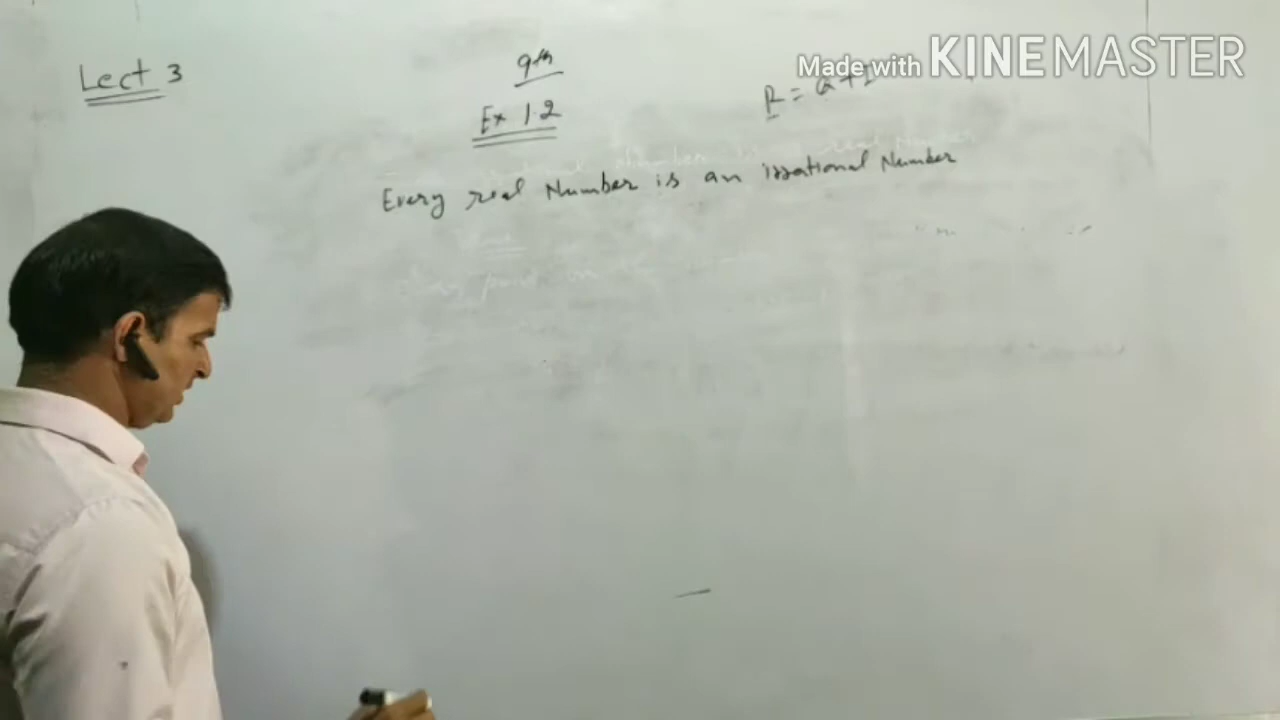 Made with KINEMASTER
Lect 3
9th
Ex 1.2
R = Q + I
Every real Number is an irrational Number